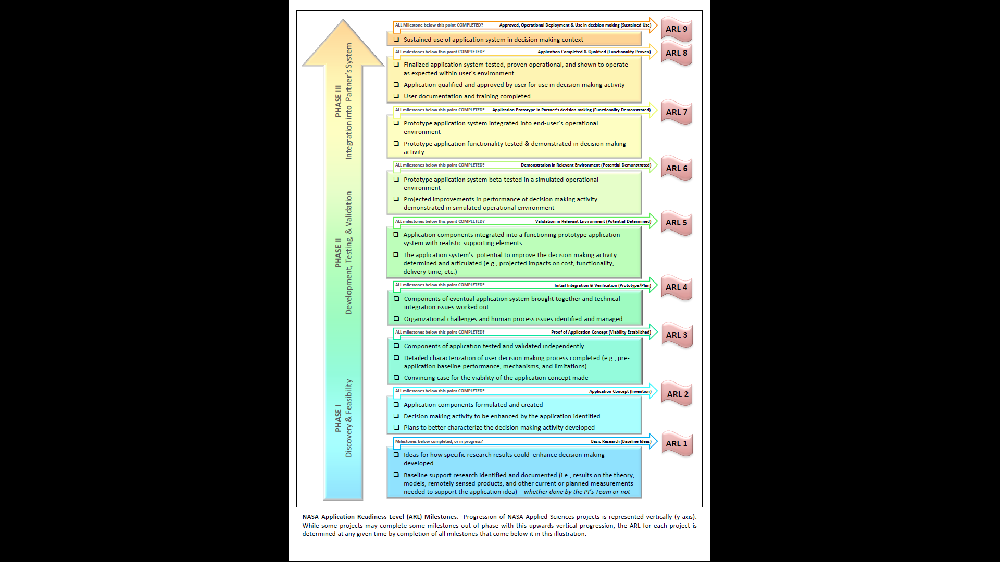 ALL Milestone below this point COMPLETED? Approved, Operational Deployment & Use in decision making (Sustained Use)
ARL 9
❑ Sustained use of application system in decision making context
ALL milestones below this point COMPLETED? Application Completed & Qualified (Functionality Proven)
ARL 8
❑ Finalized application system tested, proven operational, and shown to operate
as expected within user's environment
❑ Application qualified and approved by user for use in decision making activity
❑ User documentation and training completed
PHASE III
Integration into Partner's System
ALL milestones below this point COMPLETED? Application Prototype in Partner's decision making (Functionality Demonstrated)
ARL 7
❑ Prototype application system integrated into end-user's operational
environment
❑ Prototype application functionality tested & demonstrated in decision making
activity
ALL milestones below this point COMPLETED? Demonstration in Relevant Environment (Potential Demonstrated)
ARL 6
❑ Prototype application system beta-tested in a simulated operational
environment
❑ Projected improvements in performance of decision making activity
demonstrated in simulated operational environment
ALL milestones below this point COMPLETED? Validation in Relevant Environment (Potential Determined)
ARL 5
❑ Application components integrated into a functioning prototype application
system with realistic supporting elements
❑ The application system's potential to improve the decision making activity
determined and articulated (e.g., projected impacts on cost, functionality,
delivery time, etc.)
PHASE II
Development, Testing, & Validation
ALL milestones below this point COMPLETED? Initial Integration & Verification (Prototype/Plan)
ARL 4
❑ Components of eventual application system brought together and technical
integration issues worked out
❑ Organizational challenges and human process issues identified and managed
ALL milestones below this point COMPLETED? Proof of Application Concept (Viability Established)
ARL 3
❑ Components of application tested and validated independently
❑ Detailed characterization of user decision making process completed (e.g., pre-
application baseline performance, mechanisms, and limitations)
❑ Convincing case for the viability of the application concept made
ALL milestones below this point COMPLETED? Application Concept (Invention)
ARL 2
❑ Application components formulated and created
❑ Decision making activity to be enhanced by the application identified
❑ Plans to better characterize the decision making activity developed
PHASE I
Discovery & Feasibility
Milestones below completed, or in progress? Basic Research (Baseline Ideas)
ARL 1
❑ Ideas for how specific research results could enhance decision making
developed
❑ Baseline support research identified and documented (i.e., results on the theory,
models, remotely sensed products, and other current or planned measurements
needed to support the application idea) – whether done by the PI's Team or not
NASA Application Readiness Level (ARL) Milestones. Progression of NASA Applied Sciences projects is represented vertically (y-axis).
While some projects may complete some milestones out of phase with this upwards vertical progression, the ARL for each project is
determined at any given time by completion of all milestones that come below it in this illustration.